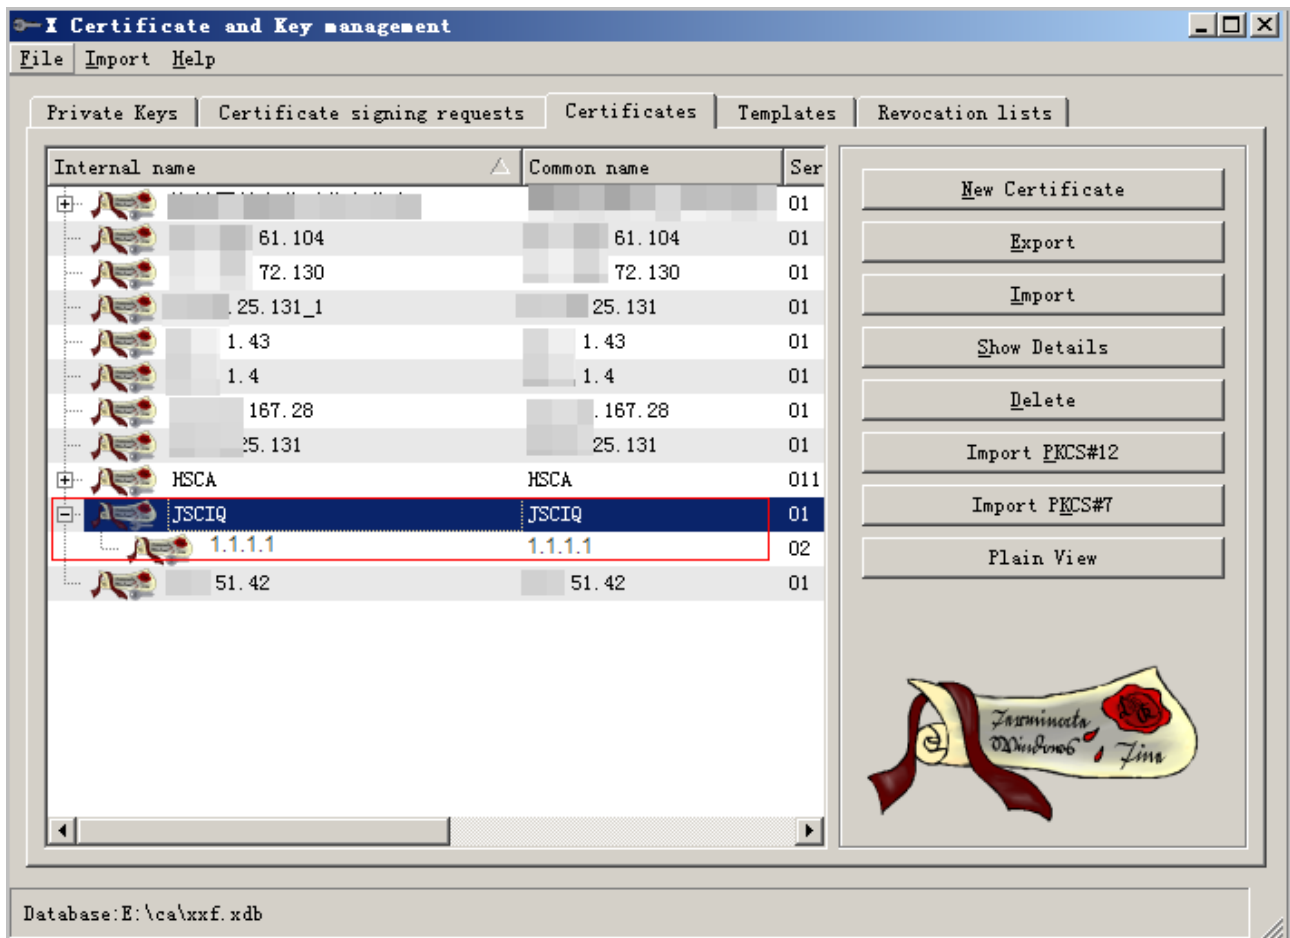 X Certificate and Key management
File Import Help
Private Keys Certificate signing requests Certificates Templates Revocation lists
Internal name Common name Ser
01
61.104 61.104 01
72.130 72.130 01
.25.131_1 25.131 01
1.43 1.43 01
1.4 1.4 01
167.28 .167.28 01
25.131 25.131 01
HSCA HSCA 011
JSCIQ JSCIQ 01
1.1.1.1 1.1.1.1 02
51.42 51.42 01
New Certificate
Export
Import
Show Details
Delete
Import PKCS#12
Import PKCS#7
Plain View
Windows
Database:E:\ca\xxf.xdb